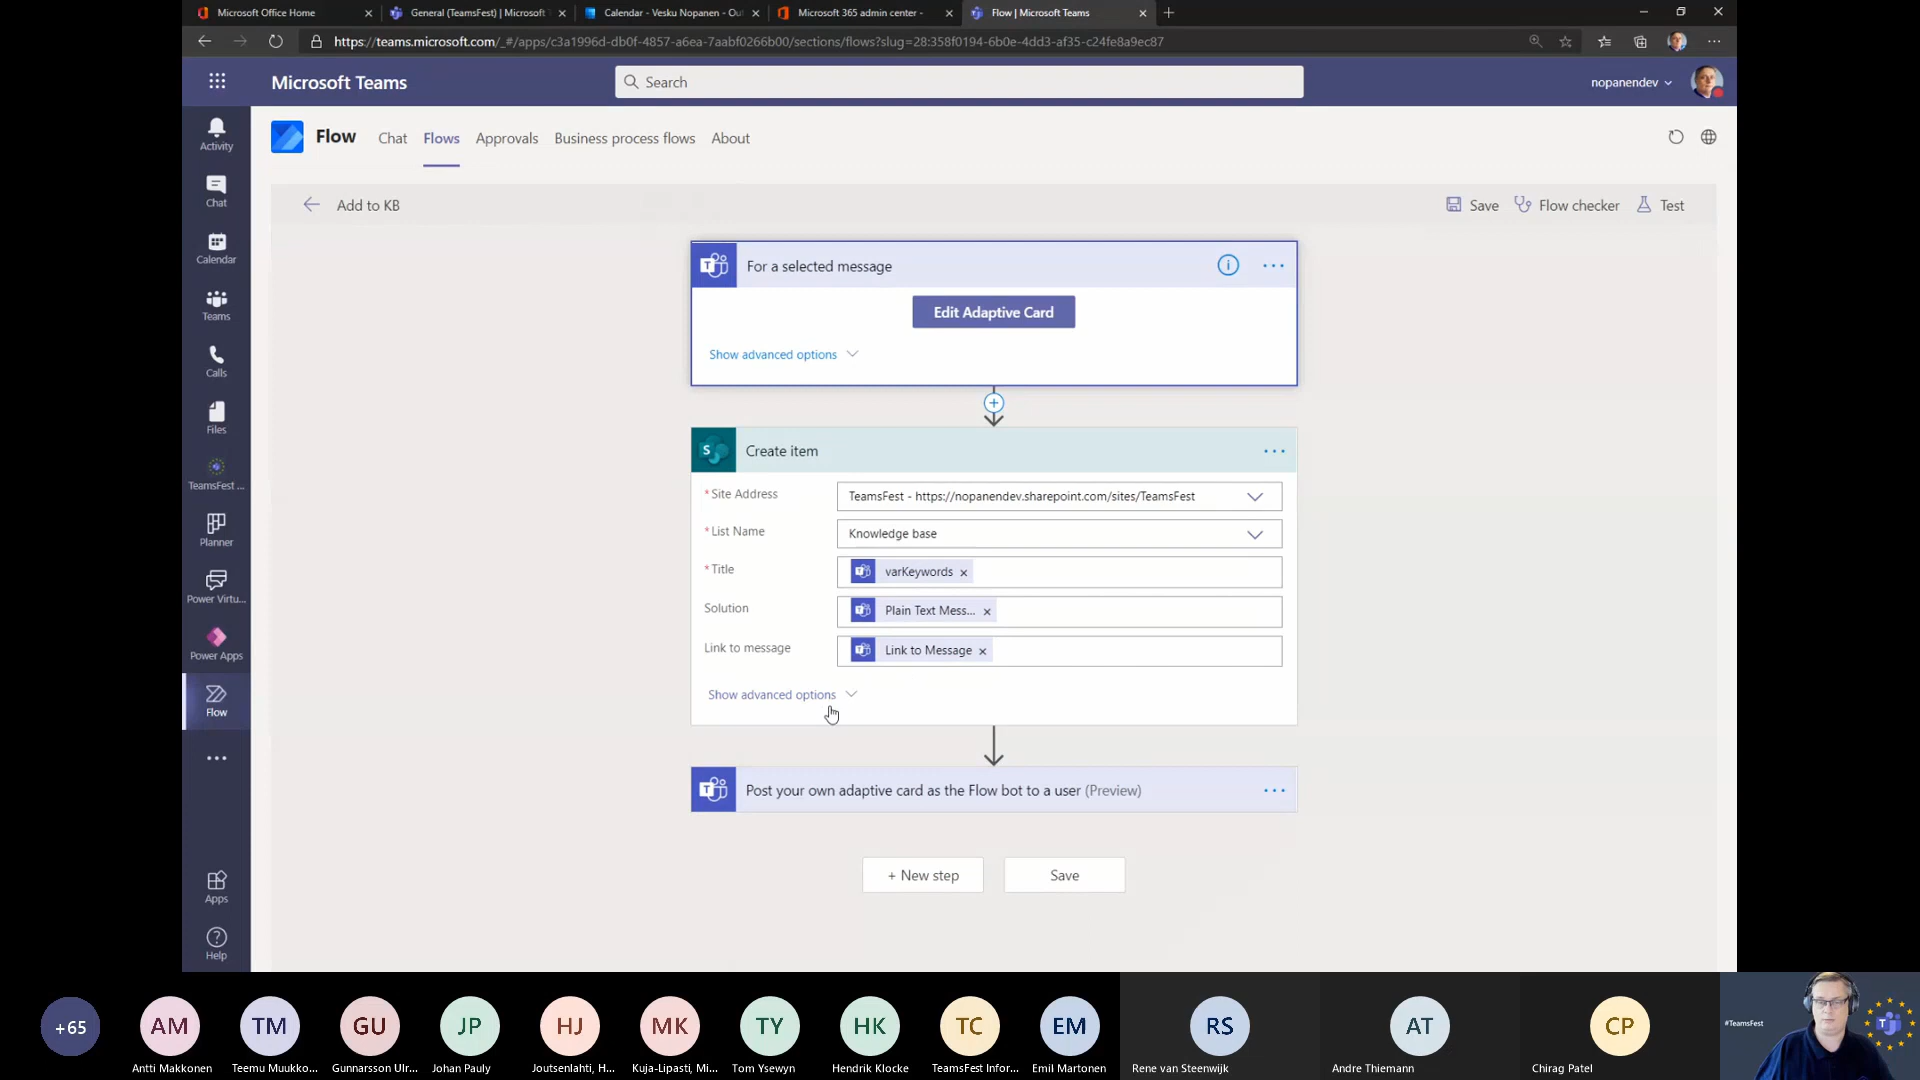 Microsoft Office Home
General (TeamsFest) | Microsoft T
Calendar - Vesku Nopanen - Out
Microsoft 365 admin center -
Flow | Microsoft Teams
https://teams.microsoft.com/_#/apps/c3a1996d-db0f-4857-a6ea-7aabf0266b00/sections/flows?slug=28:358f0194-6b0e-4dd3-af35-c24fe8a9ec87
Microsoft Teams
Search
nopanendev
Activity
Chat
Calendar
Teams
Calls
Files
TeamsFest ...
Planner
Power Virtu...
Power Apps
Flow
Apps
Help
Flow
Chat
Flows
Approvals
Business process flows
About
Add to KB
Save
Flow checker
Test
For a selected message
Edit Adaptive Card
Show advanced options
Create item
* Site Address
TeamsFest - https://nopanendev.sharepoint.com/sites/TeamsFest
* List Name
Knowledge base
* Title
varKeywords ×
Solution
Plain Text Mess... ×
Link to message
Link to Message ×
Show advanced options
Post your own adaptive card as the Flow bot to a user (Preview)
+ New step
Save
+65
AM
TM
GU
JP
HJ
MK
TY
HK
TC
EM
RS
AT
CP
#TeamsFest
Antti Makkonen
Teemu Muukko...
Gunnarsson Ulr...
Johan Pauly
Joutsenlahti, H...
Kuja-Lipasti, Mi...
Tom Ysewyn
Hendrik Klocke
TeamsFest Infor...
Emil Martonen
Rene van Steenwijk
Andre Thiemann
Chirag Patel